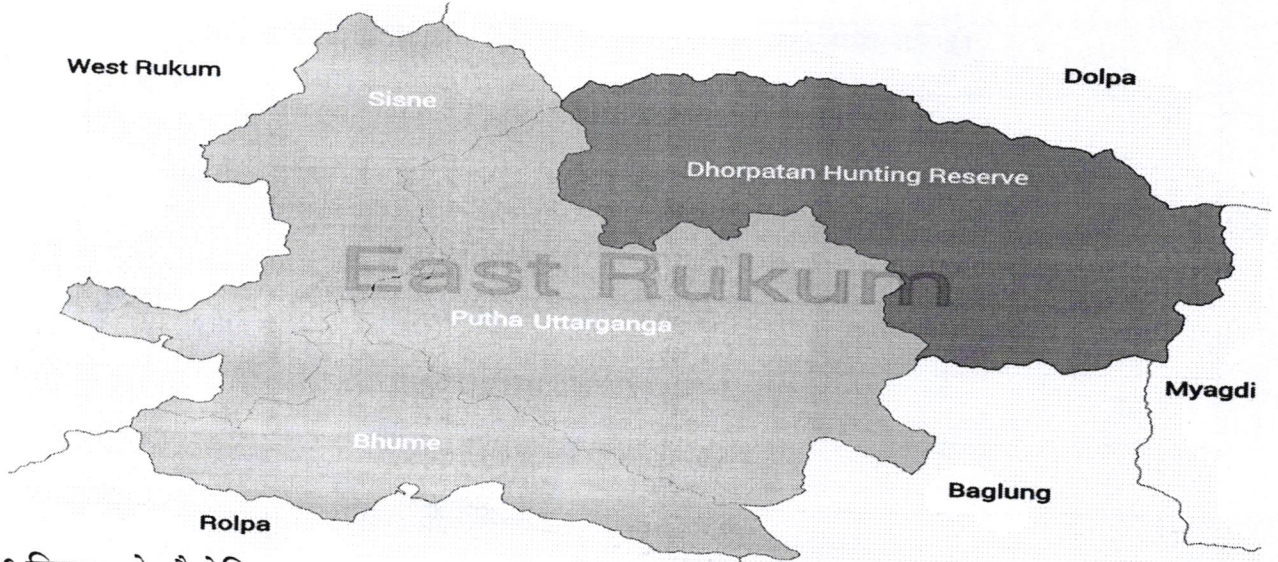 West Rukum
Dolpa
Sisne
Dhorpatan Hunting Reserve
East Rukum
Putha Uttarganga
Myagdi
Bhume
Baglung
Rolpa